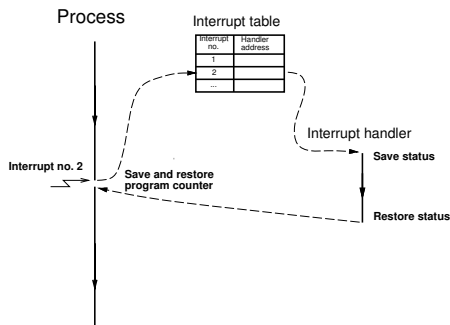 Process
Interrupt table
Interrupt no. Handler address
1
2
...
Interrupt handler
Save status
Interrupt no. 2
Save and restore
program counter
Restore status